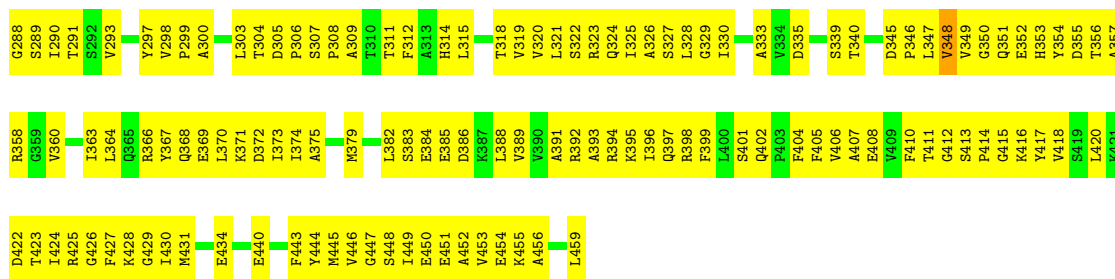 G288 S289 I290 T291 S292 V293 Y297 V298 P299 A300 L303 T304 D305 P306 S307 P308 A309 T310 T311 F312 A313 H314 L315 T318 V319 V320 L321 S322 R323 Q324 I325 A326 S327 L328 G329 I330 A333 V334 D335 S339 T340 D345 P346 L347 V348 V349 G350 Q351 E352 H353 Y354 D355 T356 A357
R358 G359 V360 I363 L364 Q365 R366 Y367 Q368 E369 L370 K371 D372 I373 I374 A375 M379 L382 S383 E384 E385 D386 K387 L388 V389 V390 A391 R392 A393 R394 K395 I396 Q397 R398 F399 L400 S401 Q402 P403 F404 F405 V406 A407 E408 V409 F410 T411 G412 S413 P414 G415 K416 Y417 V418 S419 L420 K421
D422 T423 I424 R425 G426 F427 K428 G429 I430 M431 E434 E440 F443 Y444 M445 V446 G447 S448 I449 E450 E451 A452 V453 E454 K455 A456 L459